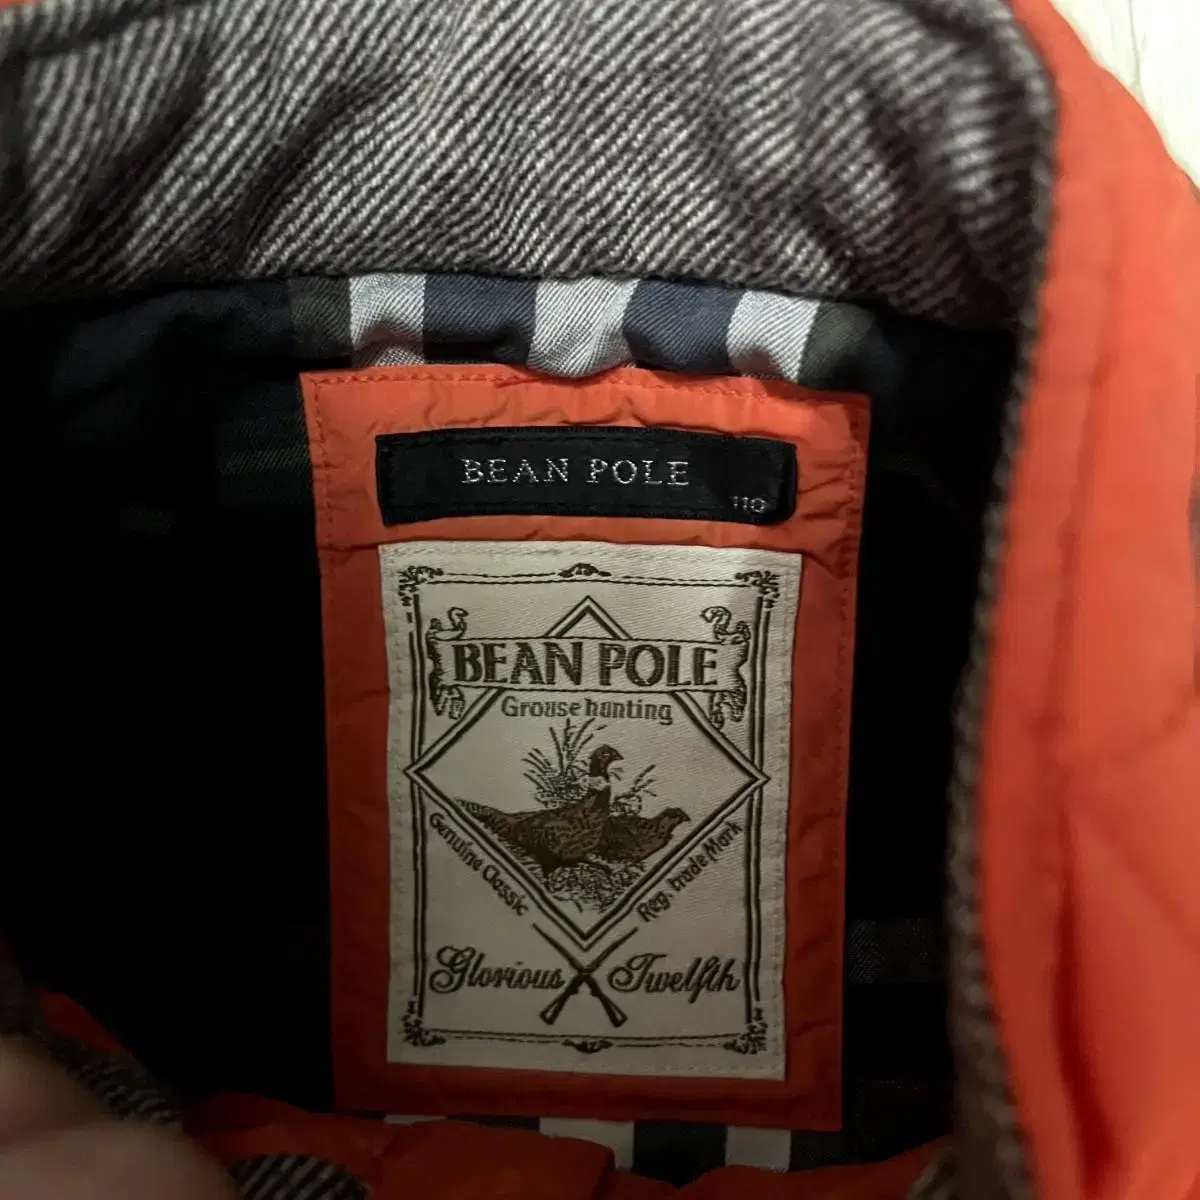 BEAN POLE
110
BEAN POLE
Grouse hunting
Genuine Classic
Reg. trade Mark
Glorious Twelfth